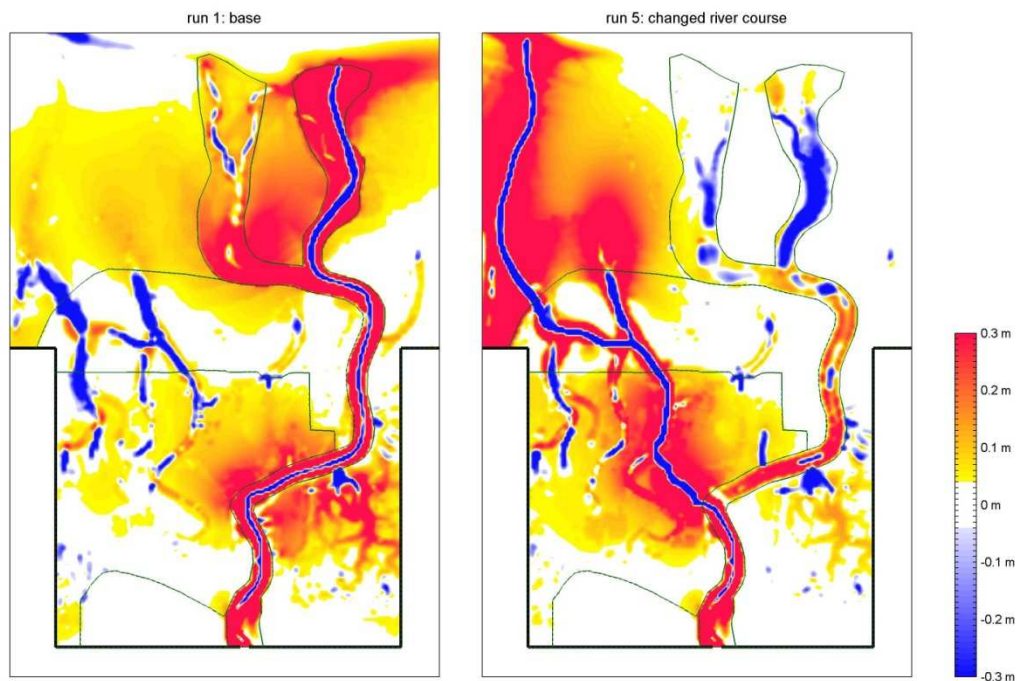 run 1: base
run 5: changed river course
0.3 m
0.2 m
0.1 m
0 m
-0.1 m
-0.2 m
-0.3 m